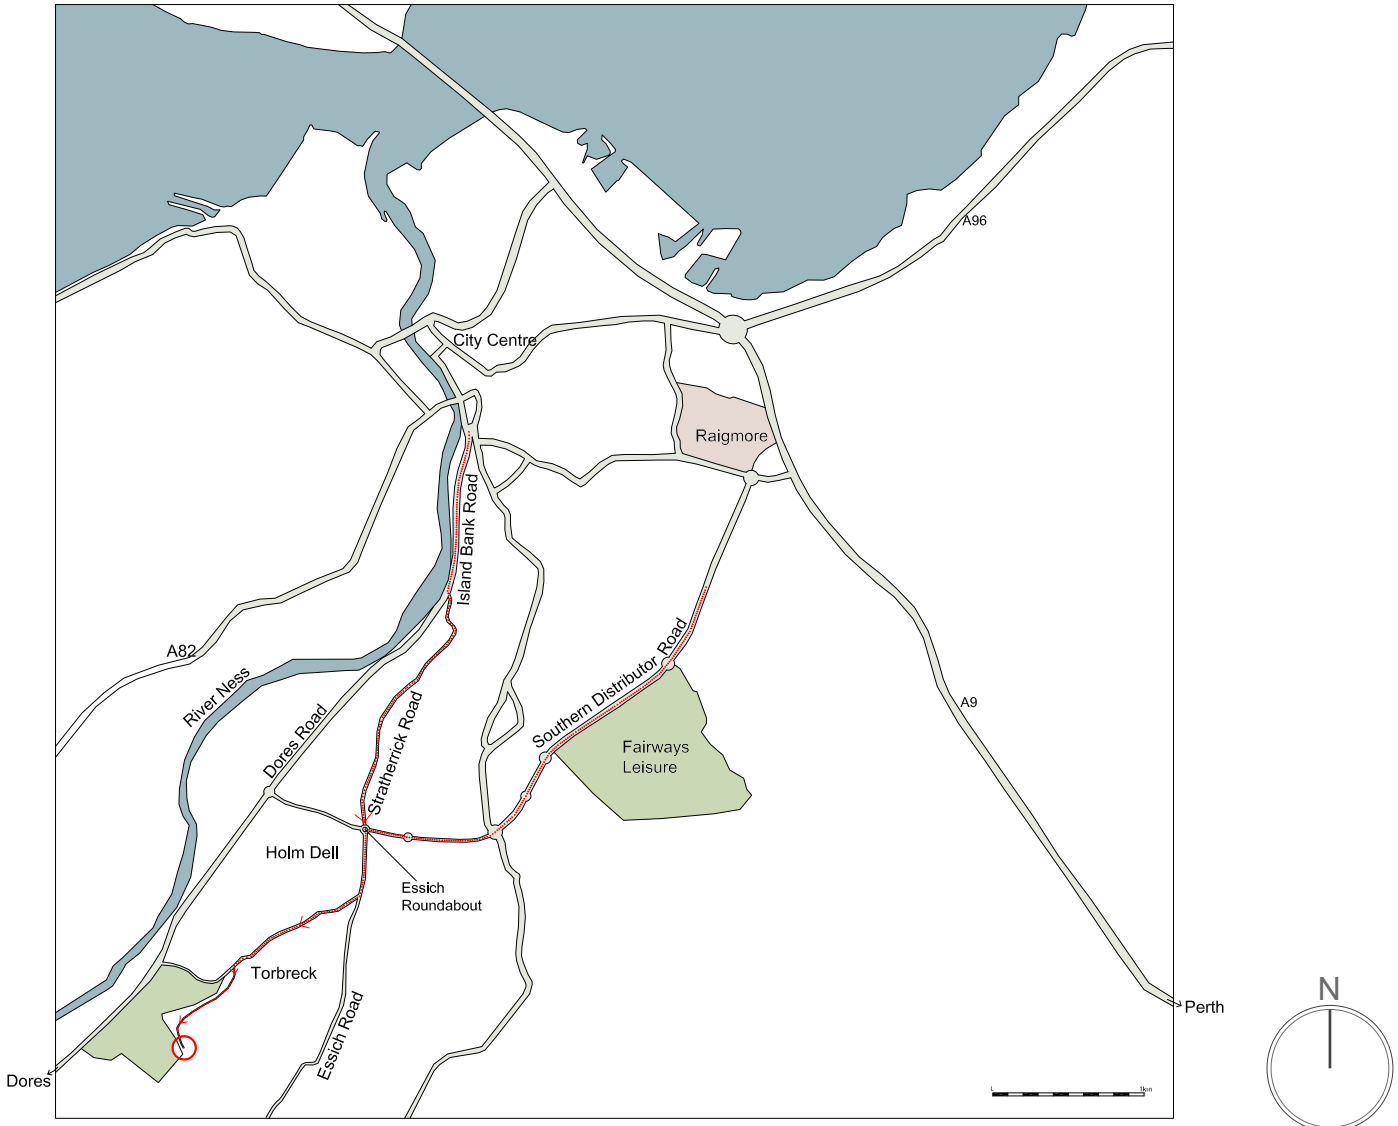 A96
City Centre
Raigmore
Island Bank Road
A82
River Ness
Southern Distributor Road
A9
Dores Road
Stratherrick Road
Fairways
Leisure
Holm Dell
Essich
Roundabout
Torbreck
Essich Road
N
Perth
Dores
1km